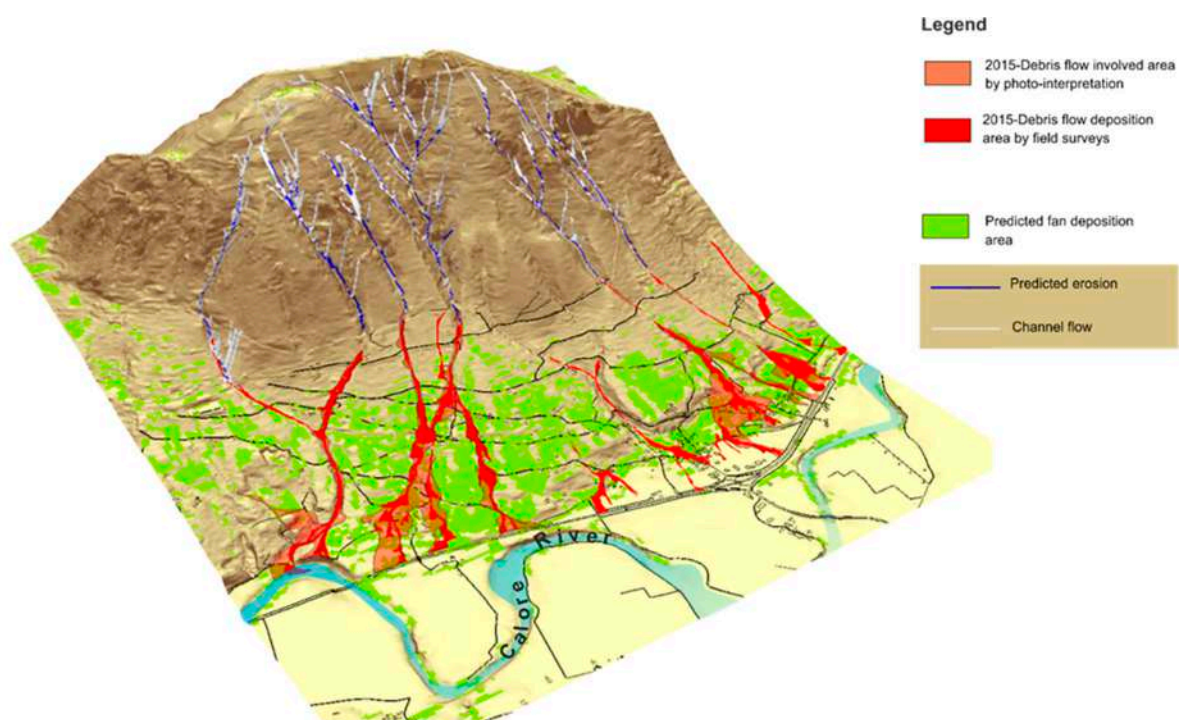 Legend
2015-Debris flow involved area
by photo-interpretation
2015-Debris flow deposition
area by field surveys
Predicted fan deposition
area
Predicted erosion
Channel flow
Calore River